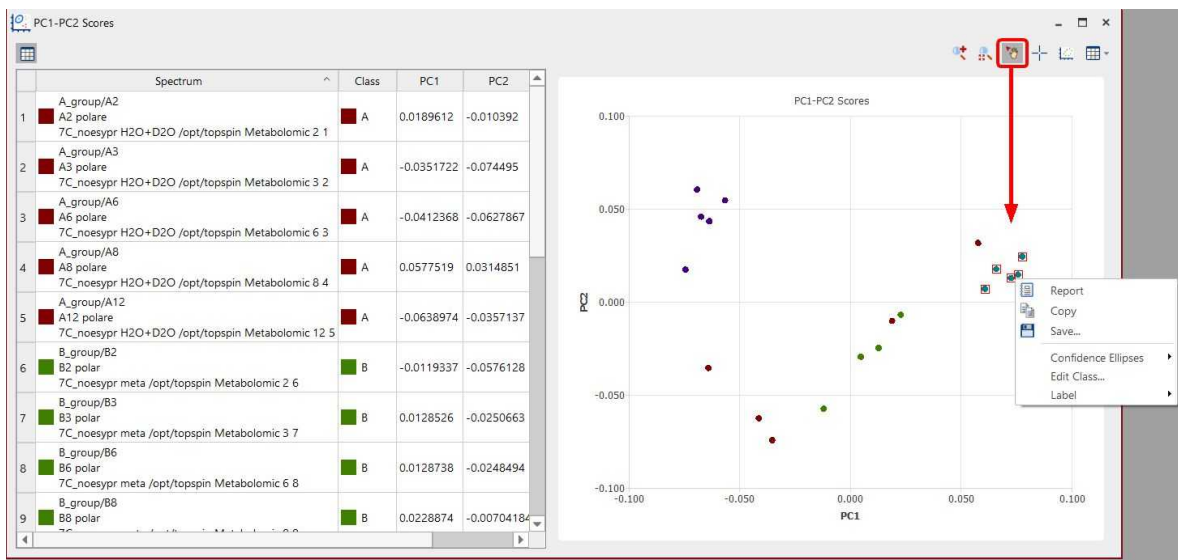 PC1-PC2 Scores
Spectrum Class PC1 PC2
A_group/A2
1 A2 polare A 0.0189612 -0.010392
7C_noesypr H2O+D2O /opt/topspin Metabolomic 2 1
A_group/A3
2 A3 polare A -0.0351722 -0.074495
7C_noesypr H2O+D2O /opt/topspin Metabolomic 3 2
A_group/A6
3 A6 polare A -0.0412368 -0.0627867
7C_noesypr H2O+D2O /opt/topspin Metabolomic 6 3
A_group/A8
4 A8 polare A 0.0577519 0.0314851
7C_noesypr H2O+D2O /opt/topspin Metabolomic 8 4
A_group/A12
5 A12 polare A -0.0638974 -0.0357137
7C_noesypr H2O+D2O /opt/topspin Metabolomic 12 5
B_group/B2
6 B2 polar B -0.0119337 -0.0576128
7C_noesypr meta /opt/topspin Metabolomic 2 6
B_group/B3
7 B3 polar B 0.0128526 -0.0250663
7C_noesypr meta /opt/topspin Metabolomic 3 7
B_group/B6
8 B6 polar B 0.0128738 -0.0248494
7C_noesypr meta /opt/topspin Metabolomic 6 8
B_group/B8
9 B8 polar B 0.0228874 -0.00704184
PC1-PC2 Scores
0.100
0.050
0.000
-0.050
-0.100
PC2
-0.100 -0.050 0.000 0.050 0.100
PC1
Report
Copy
Save...
Confidence Ellipses
Edit Class...
Label